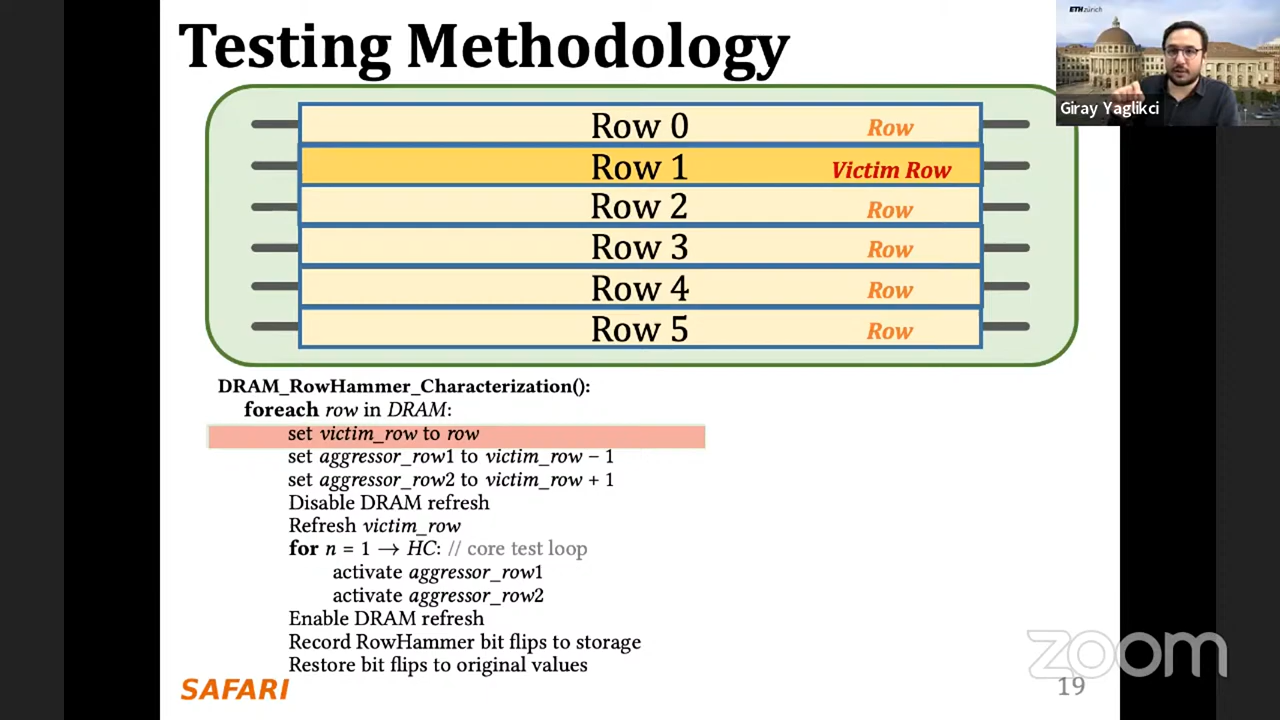 Testing Methodology
ETH zürich
Giray Yaglikci
Row 0 Row
Row 1 Victim Row
Row 2 Row
Row 3 Row
Row 4 Row
Row 5 Row
DRAM_RowHammer_Characterization():
foreach row in DRAM:
set victim_row to row
set aggressor_row1 to victim_row − 1
set aggressor_row2 to victim_row + 1
Disable DRAM refresh
Refresh victim_row
for n = 1 → HC: // core test loop
activate aggressor_row1
activate aggressor_row2
Enable DRAM refresh
Record RowHammer bit flips to storage
Restore bit flips to original values
SAFARI
zoom
19